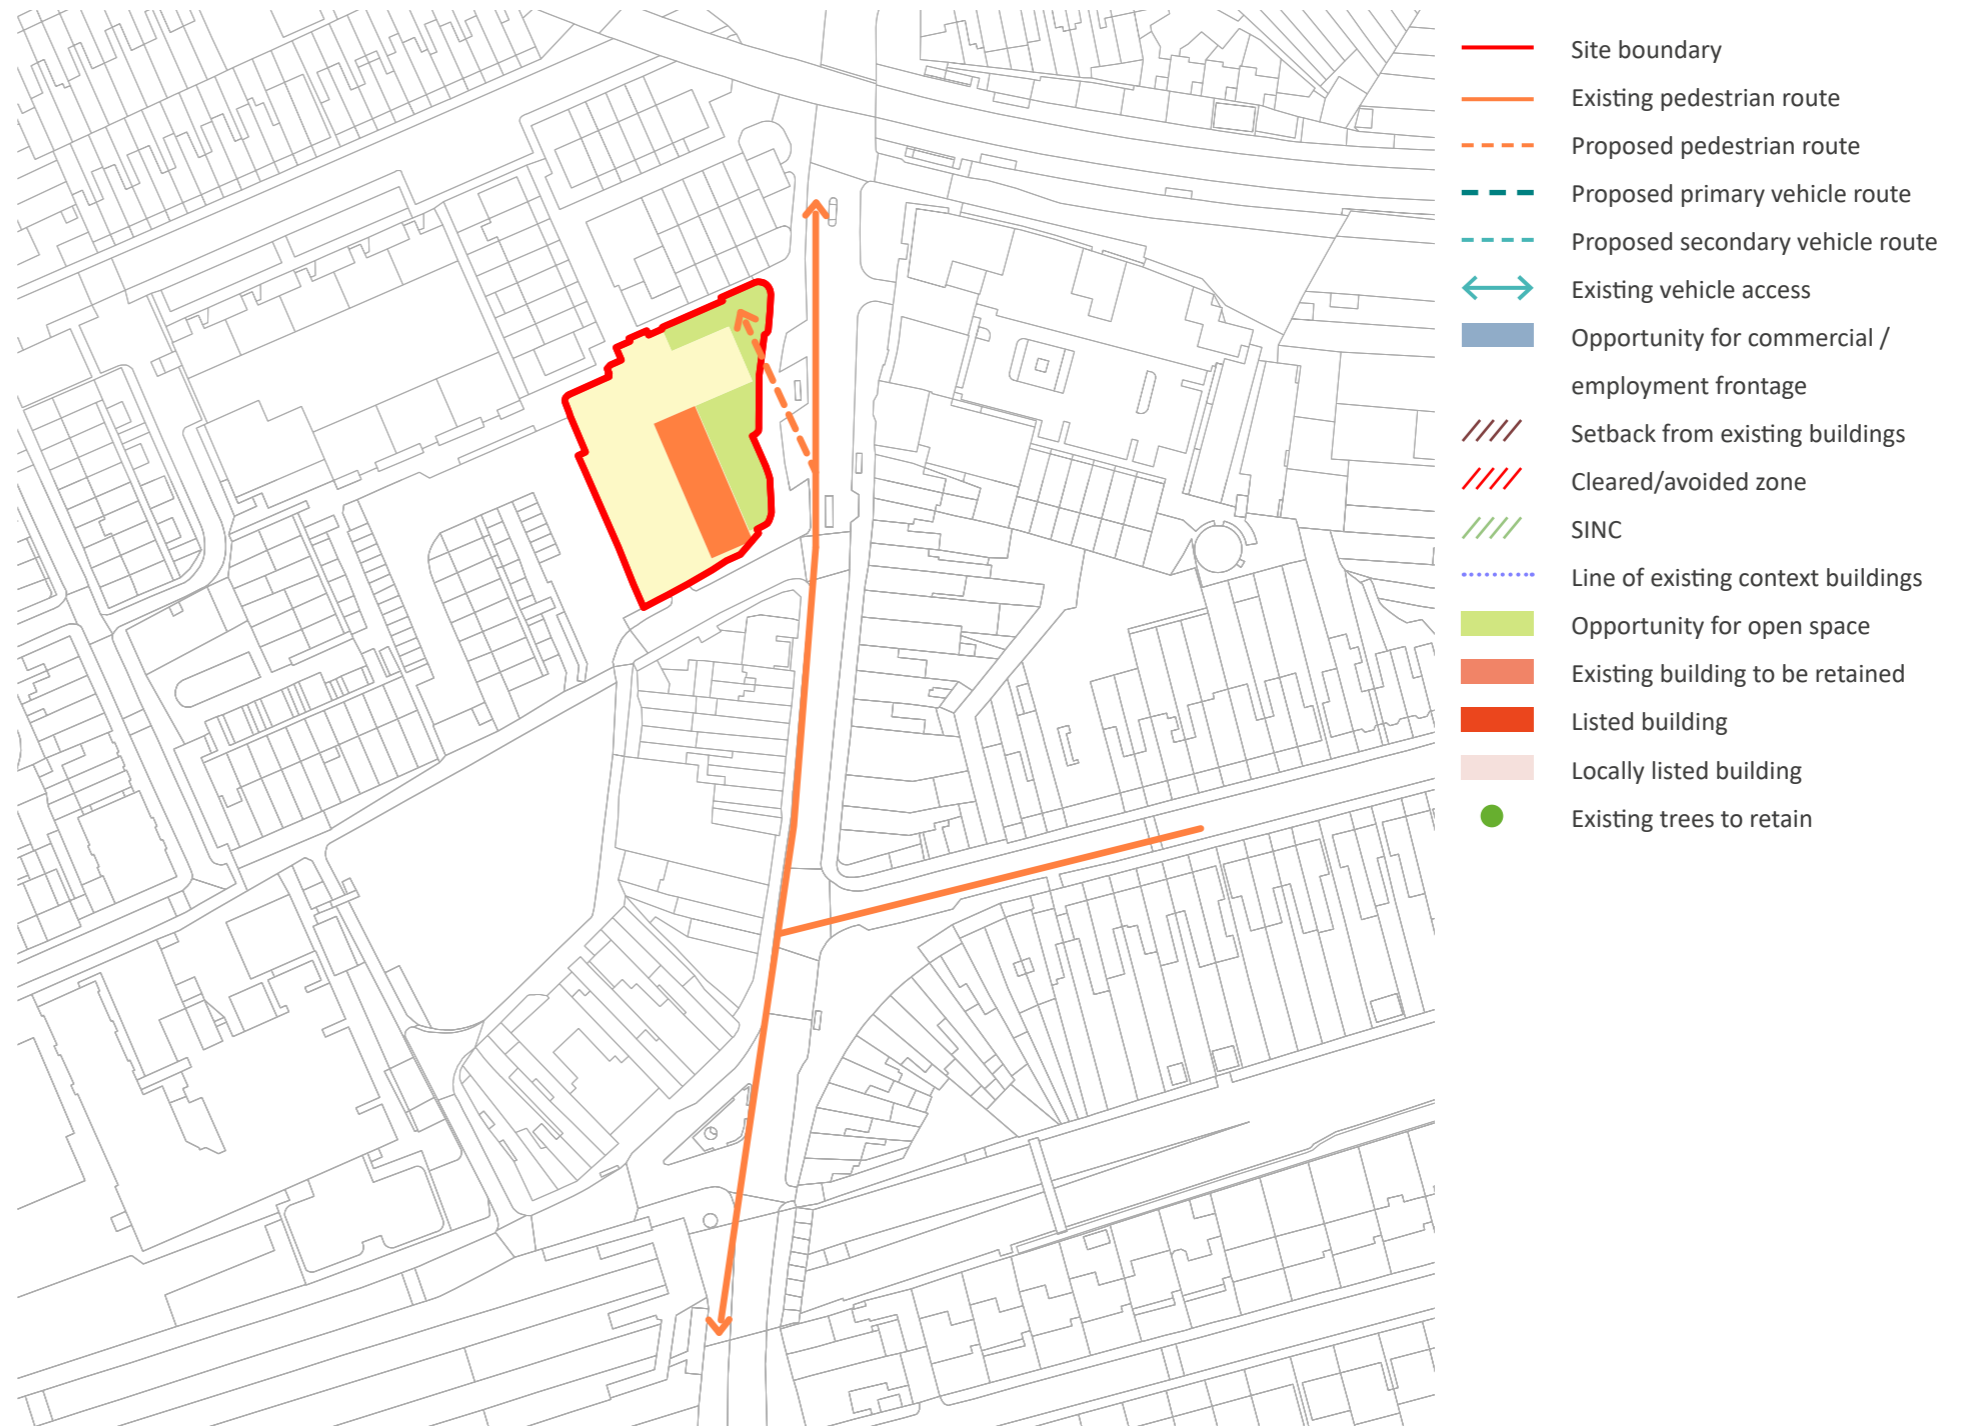 Site boundary
Existing pedestrian route
Proposed pedestrian route
Proposed primary vehicle route
Proposed secondary vehicle route
Existing vehicle access
Opportunity for commercial /
employment frontage
Setback from existing buildings
Cleared/avoided zone
SINC
Line of existing context buildings
Opportunity for open space
Existing building to be retained
Listed building
Locally listed building
Existing trees to retain